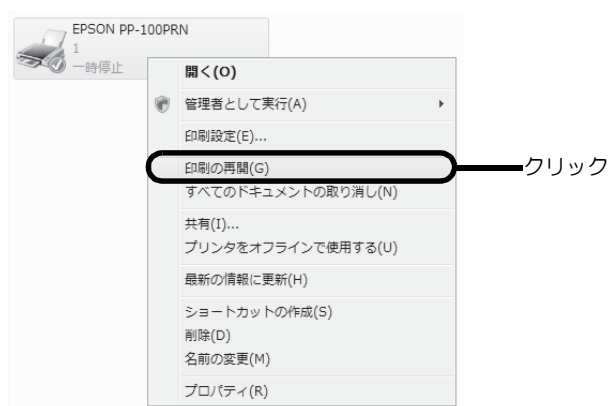 EPSON PP-100PRN
1
一時停止
開く(O)
管理者として実行(A)
印刷設定(E)...
印刷の再開(G)
クリック
すべてのドキュメントの取り消し(N)
共有(I)...
プリンタをオフラインで使用する(U)
最新の情報に更新(H)
ショートカットの作成(S)
削除(D)
名前の変更(M)
プロパティ(R)